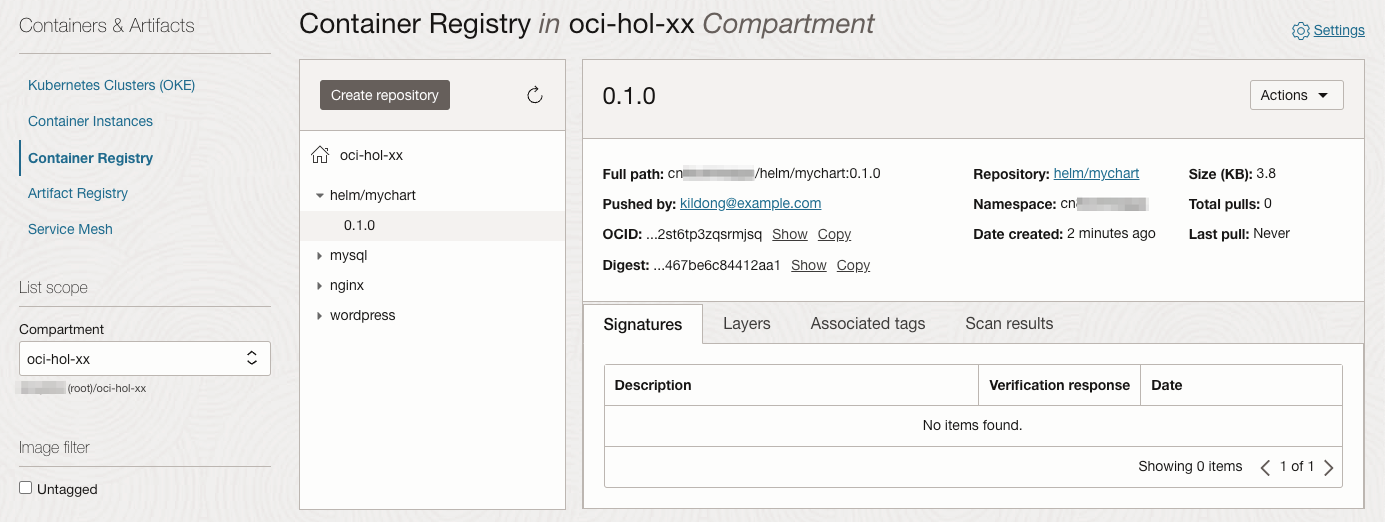 Containers & Artifacts
Kubernetes Clusters (OKE)
Container Instances
Container Registry
Artifact Registry
Service Mesh
List scope
Compartment
oci-hol-xx
(root)/oci-hol-xx
Image filter
Untagged
Container Registry in oci-hol-xx Compartment
Settings
Create repository
oci-hol-xx
helm/mychart
0.1.0
mysql
nginx
wordpress
0.1.0
Actions
Full path: cn /helm/mychart:0.1.0
Pushed by: kildong@example.com
OCID: ...2st6tp3zqsrmjsq Show Copy
Digest: ...467be6c84412aa1 Show Copy
Repository: helm/mychart
Namespace: cn
Date created: 2 minutes ago
Size (KB): 3.8
Total pulls: 0
Last pull: Never
Signatures Layers Associated tags Scan results
Description Verification response Date
No items found.
Showing 0 items 1 of 1